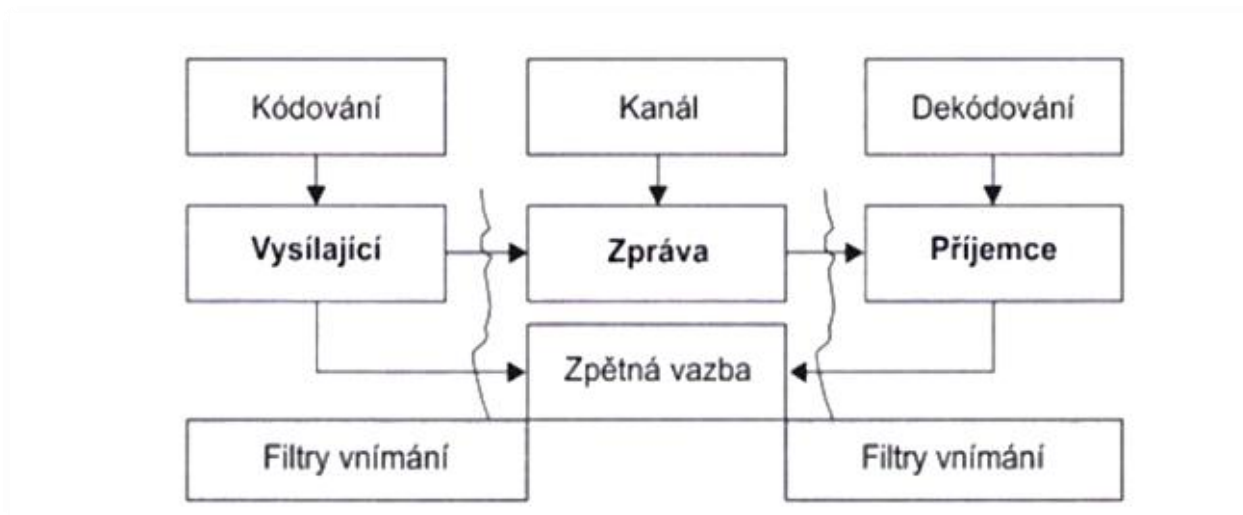 Kódování
Kanál
Dekódování
Vysílající
Zpráva
Příjemce
Zpětná vazba
Filtry vnímání
Filtry vnímání